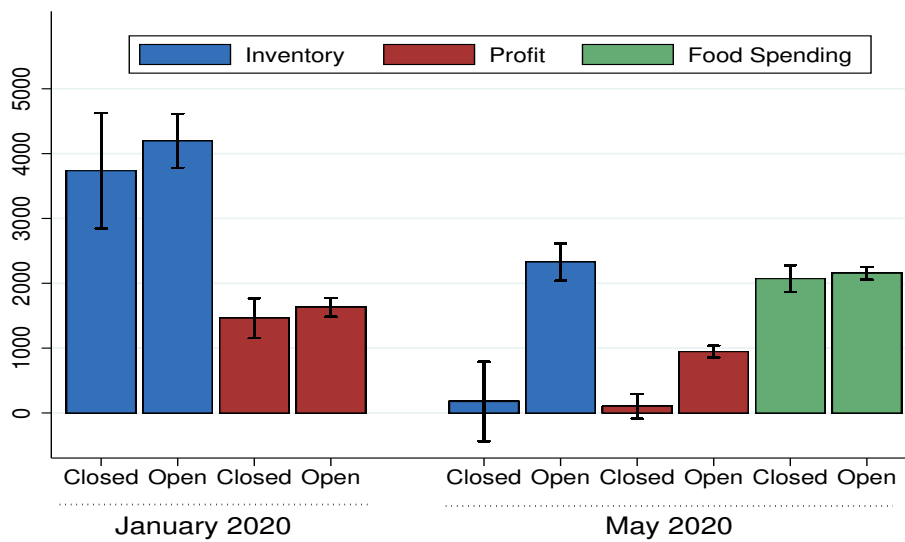 Inventory Profit Food Spending
5000
4000
3000
2000
1000
0
Closed Open Closed Open Closed Open Closed Open Closed Open
January 2020 May 2020